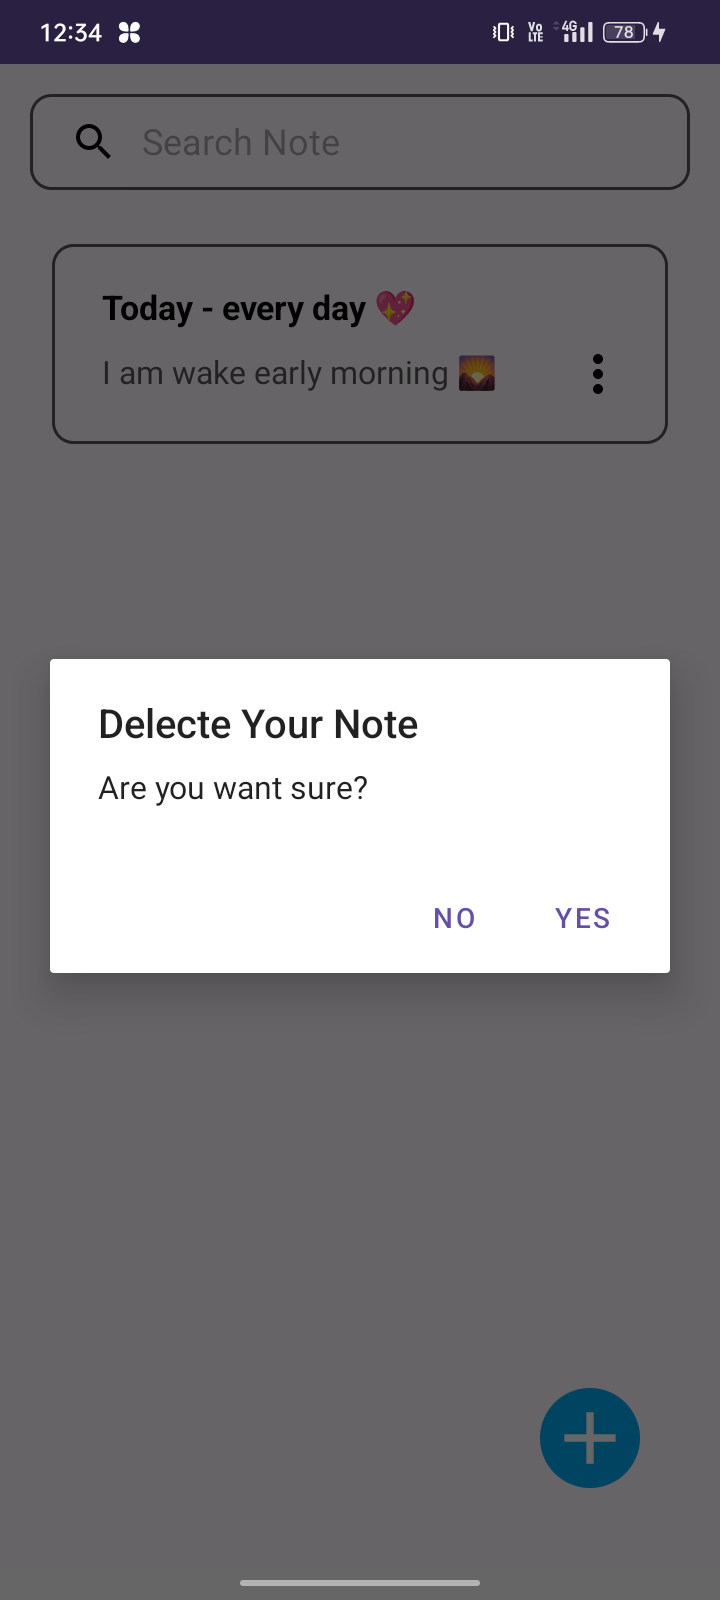 12:34 Vo LTE 4G 78
Search Note
Today - every day 💖
I am wake early morning 🌄
Delecte Your Note
Are you want sure?
NO YES